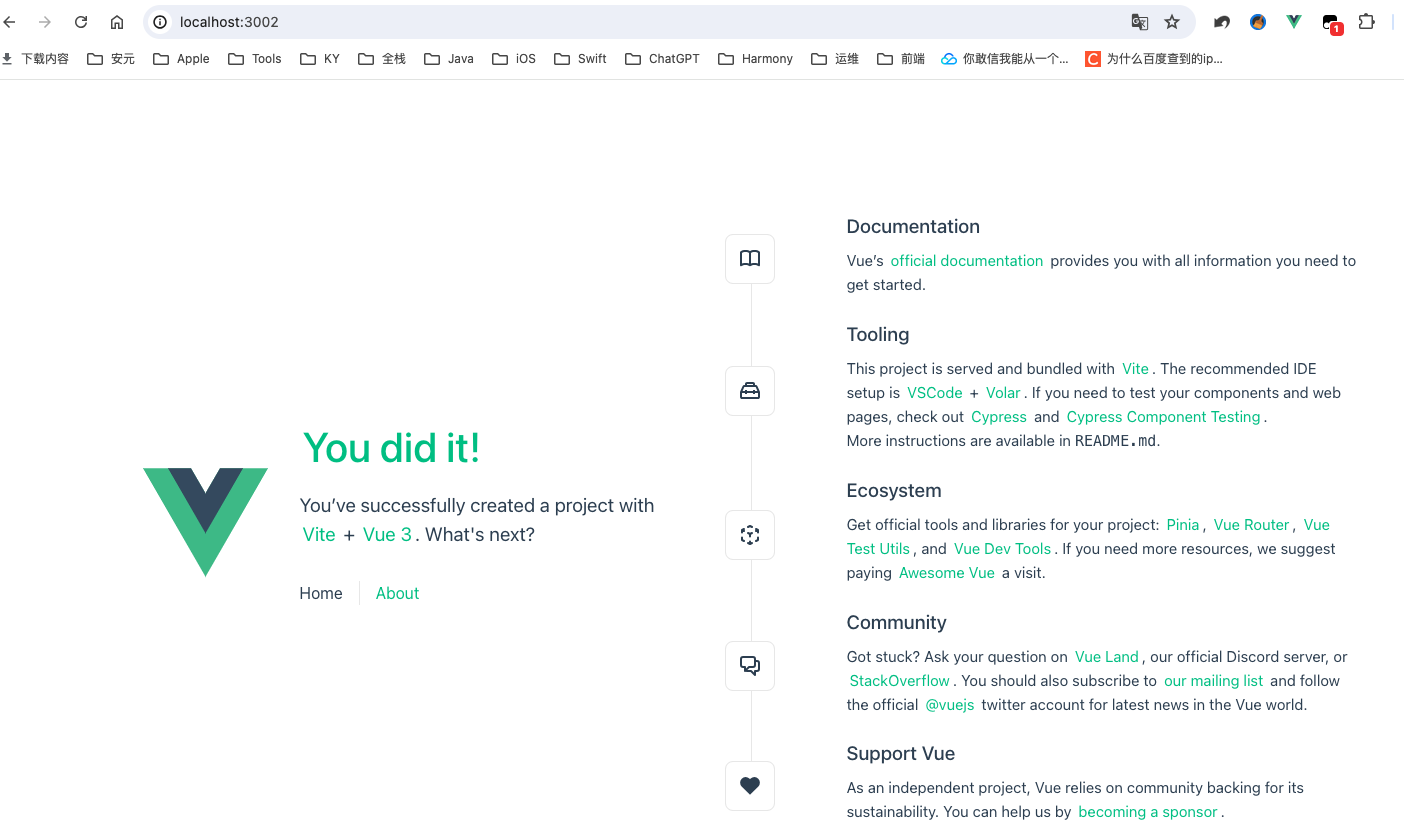 localhost:3002
1
下载内容 安元 Apple Tools KY 全栈 Java iOS Swift ChatGPT Harmony 运维 前端 你敢信我能从一个... C 为什么百度查到的ip...
You did it!
You’ve successfully created a project with
Vite + Vue 3. What's next?
Home About
Documentation
Vue’s official documentation provides you with all information you need to
get started.
Tooling
This project is served and bundled with Vite. The recommended IDE
setup is VSCode + Volar. If you need to test your components and web
pages, check out Cypress and Cypress Component Testing.
More instructions are available in README.md.
Ecosystem
Get official tools and libraries for your project: Pinia, Vue Router, Vue
Test Utils, and Vue Dev Tools. If you need more resources, we suggest
paying Awesome Vue a visit.
Community
Got stuck? Ask your question on Vue Land, our official Discord server, or
StackOverflow. You should also subscribe to our mailing list and follow
the official @vuejs twitter account for latest news in the Vue world.
Support Vue
As an independent project, Vue relies on community backing for its
sustainability. You can help us by becoming a sponsor.